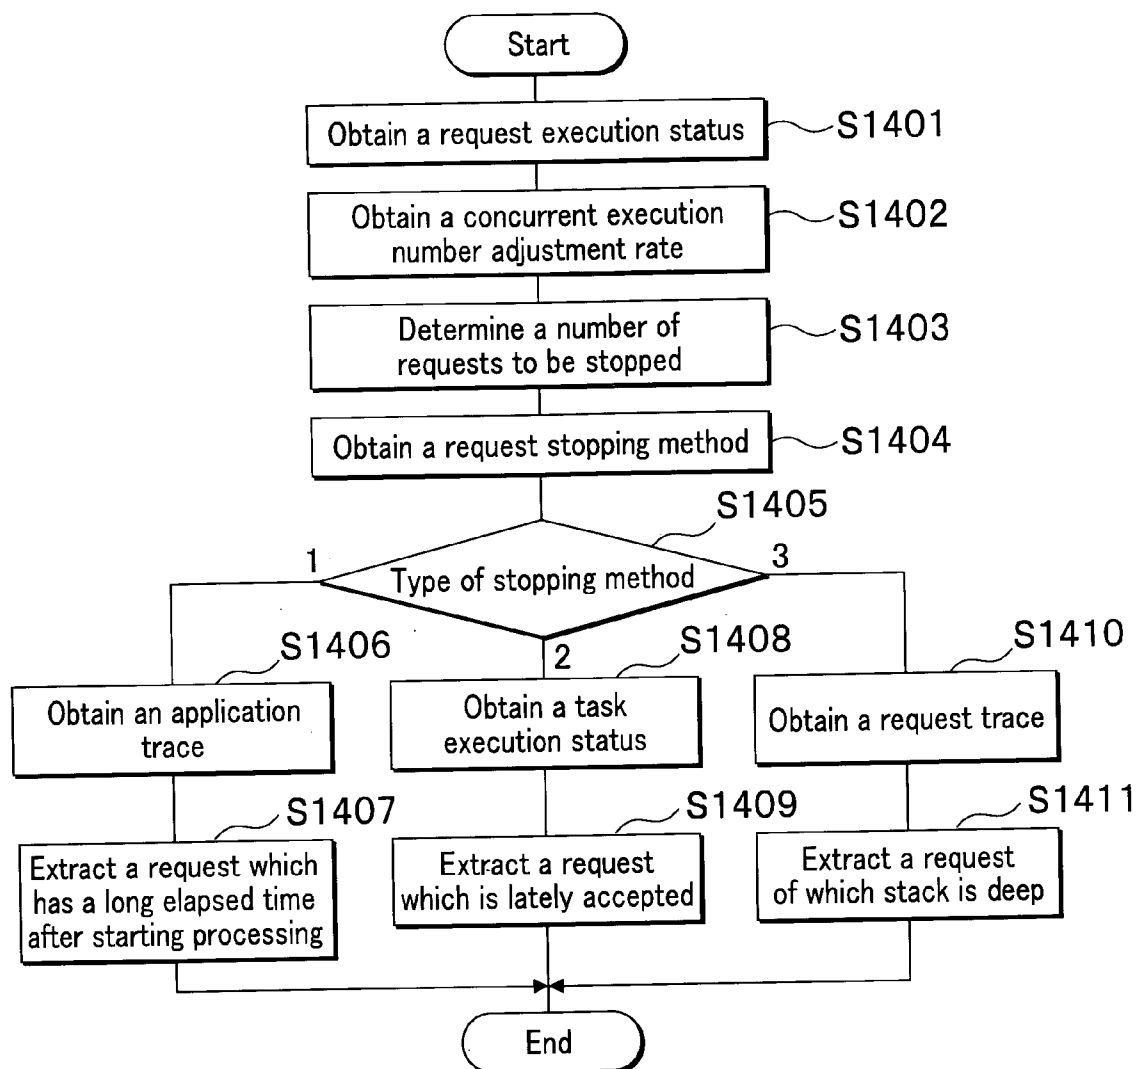 Start
Obtain a request execution status
S1401
Obtain a concurrent execution
number adjustment rate
S1402
Determine a number of
requests to be stopped
S1403
Obtain a request stopping method
S1404
S1405
1
Type of stopping method
3
2
S1406
Obtain an application
trace
S1408
Obtain a task
execution status
S1410
Obtain a request trace
S1407
Extract a request which
has a long elapsed time
after starting processing
S1409
Extract a request
which is lately accepted
S1411
Extract a request
of which stack is deep
End